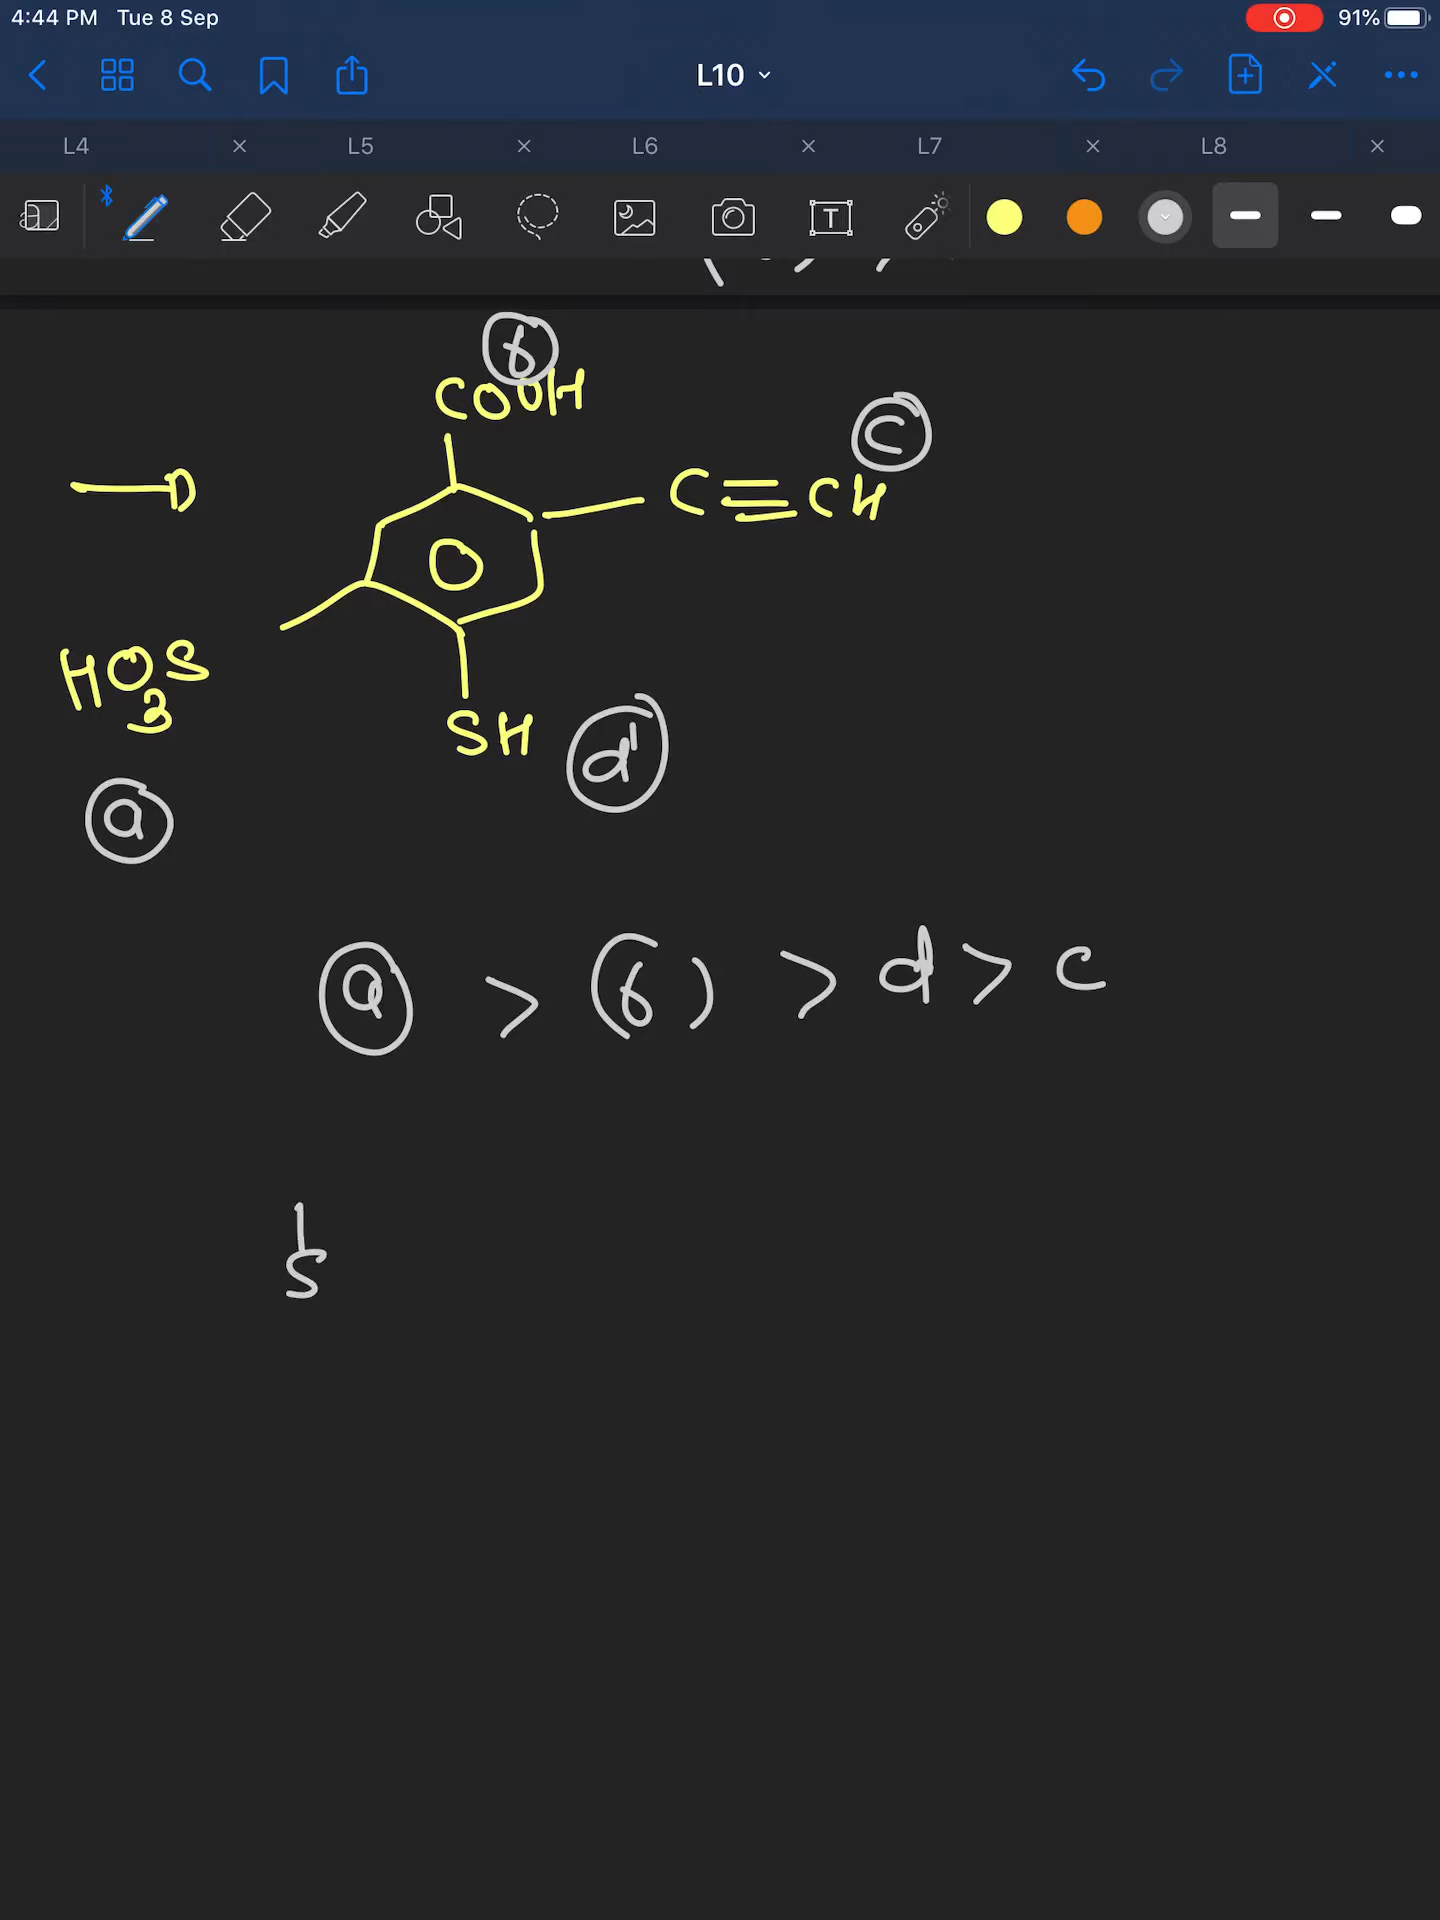 4:44 PM Tue 8 Sep 91%
L10
L4 × L5 × L6 × L7 × L8 ×
T
b
COOH
C
D
C≡CH
HO3S
SH
d
a
a > (b) > d > c
S